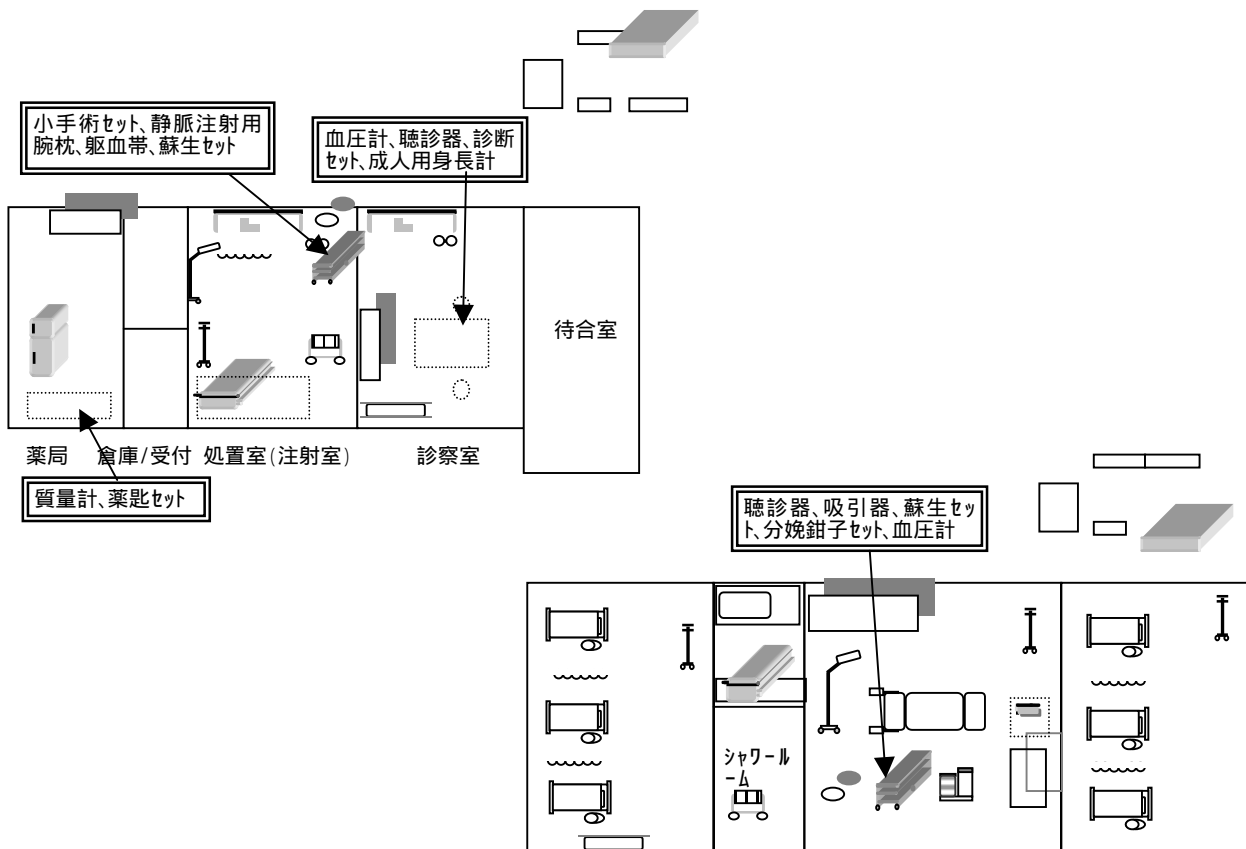 小手術セット、静脈注射用
腕枕、躯血帯、蘇生セット
血圧計、聴診器、診断
セット、成人用身長計
待合室
薬局
倉庫/受付
処置室(注射室)
診察室
質量計、薬匙セット
聴診器、吸引器、蘇生セッ
ト、分娩鉗子セット、血圧計
シャワール
ーム